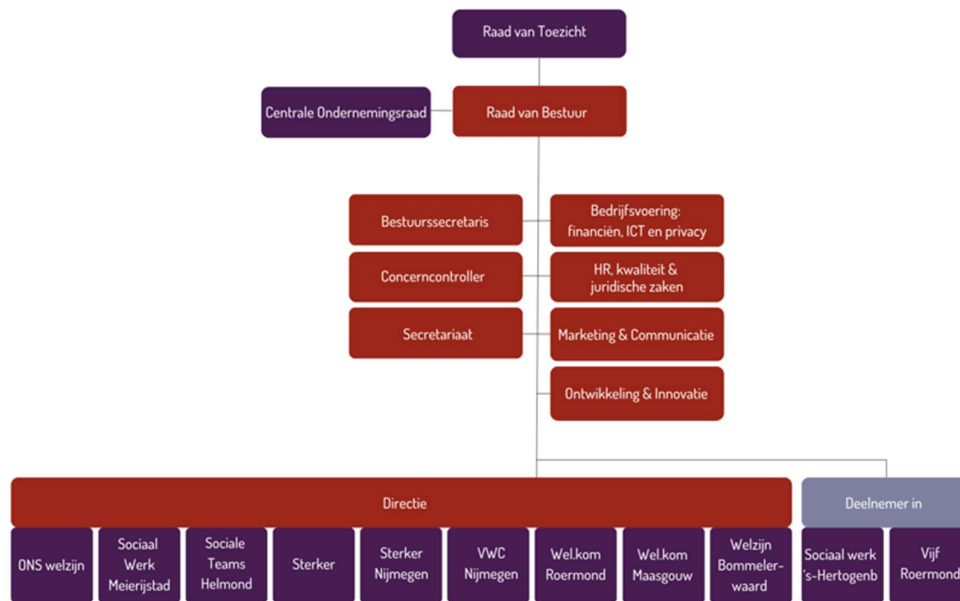 Raad van Toezicht
Centrale Ondernemingsraad
Raad van Bestuur
Bestuurssecretaris
Bedrijfsvoering:
financiën, ICT en privacy
Concerncontroller
HR, kwaliteit &
juridische zaken
Secretariaat
Marketing & Communicatie
Ontwikkeling & Innovatie
Directie
Deelnemer in
ONS welzijn
Sociaal
Werk
Meierijstad
Sociale
Teams
Helmond
Sterker
Sterker
Nijmegen
VWC
Nijmegen
Wel.kom
Roermond
Wel.kom
Maasgouw
Welzijn
Bommeler-
waard
Sociaal werk
's-Hertogenb
Vijf
Roermond